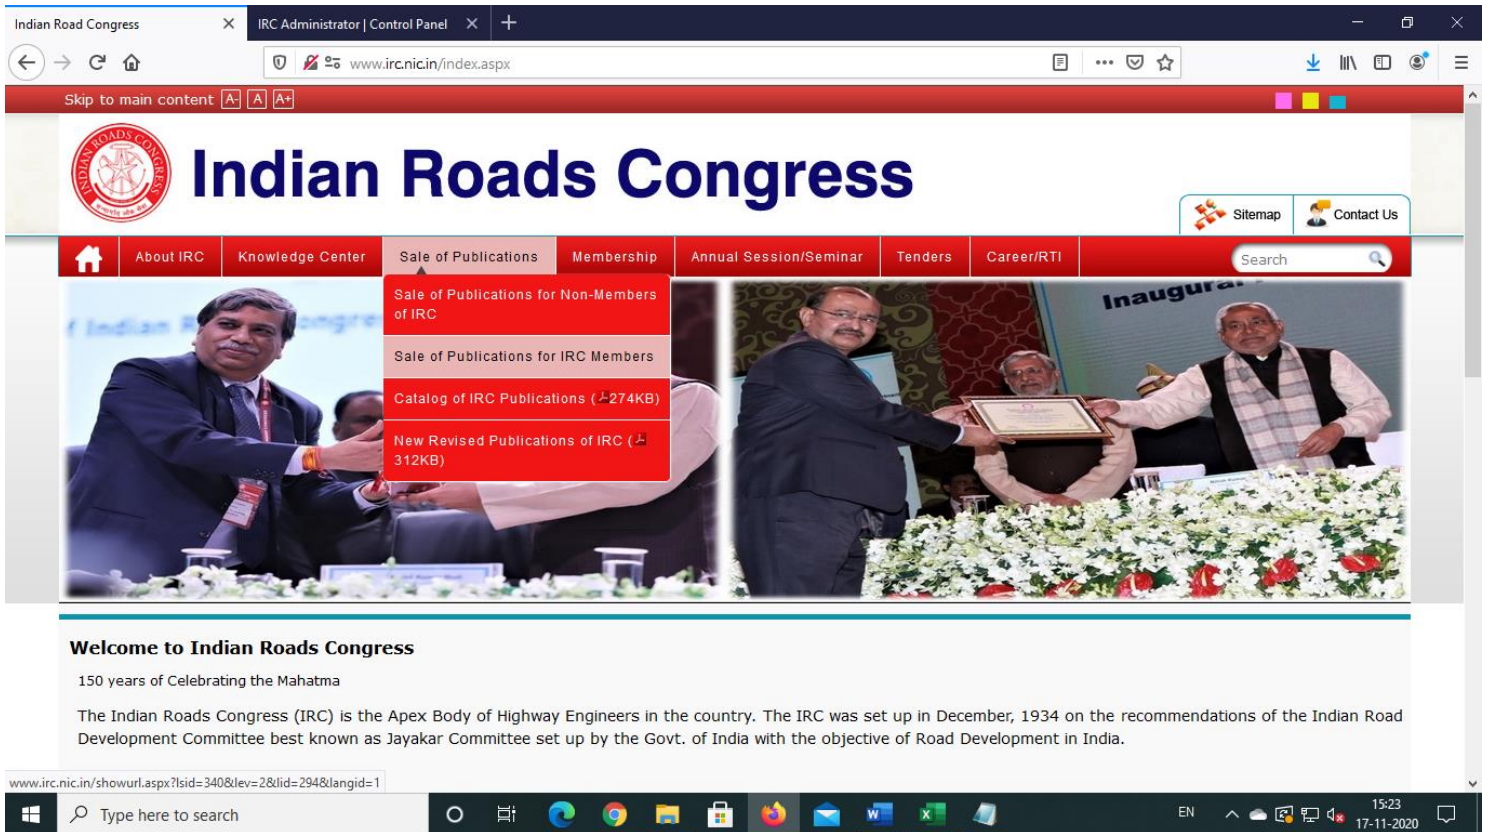 Indian Road Congress
IRC Administrator | Control Panel
www.irc.nic.in/index.aspx
Skip to main content A- A A+
INDIAN ROADS CONGRESS
Indian Roads Congress
Sitemap
Contact Us
About IRC
Knowledge Center
Sale of Publications
Membership
Annual Session/Seminar
Tenders
Career/RTI
Search
Sale of Publications for Non-Members
of IRC
Sale of Publications for IRC Members
Catalog of IRC Publications (274KB)
New Revised Publications of IRC (
312KB)
Inaugural
Welcome to Indian Roads Congress
150 years of Celebrating the Mahatma
The Indian Roads Congress (IRC) is the Apex Body of Highway Engineers in the country. The IRC was set up in December, 1934 on the recommendations of the Indian Road
Development Committee best known as Jayakar Committee set up by the Govt. of India with the objective of Road Development in India.
www.irc.nic.in/showurl.aspx?lsid=340&lev=2&lid=294&langid=1
Type here to search
EN
15:23
17-11-2020